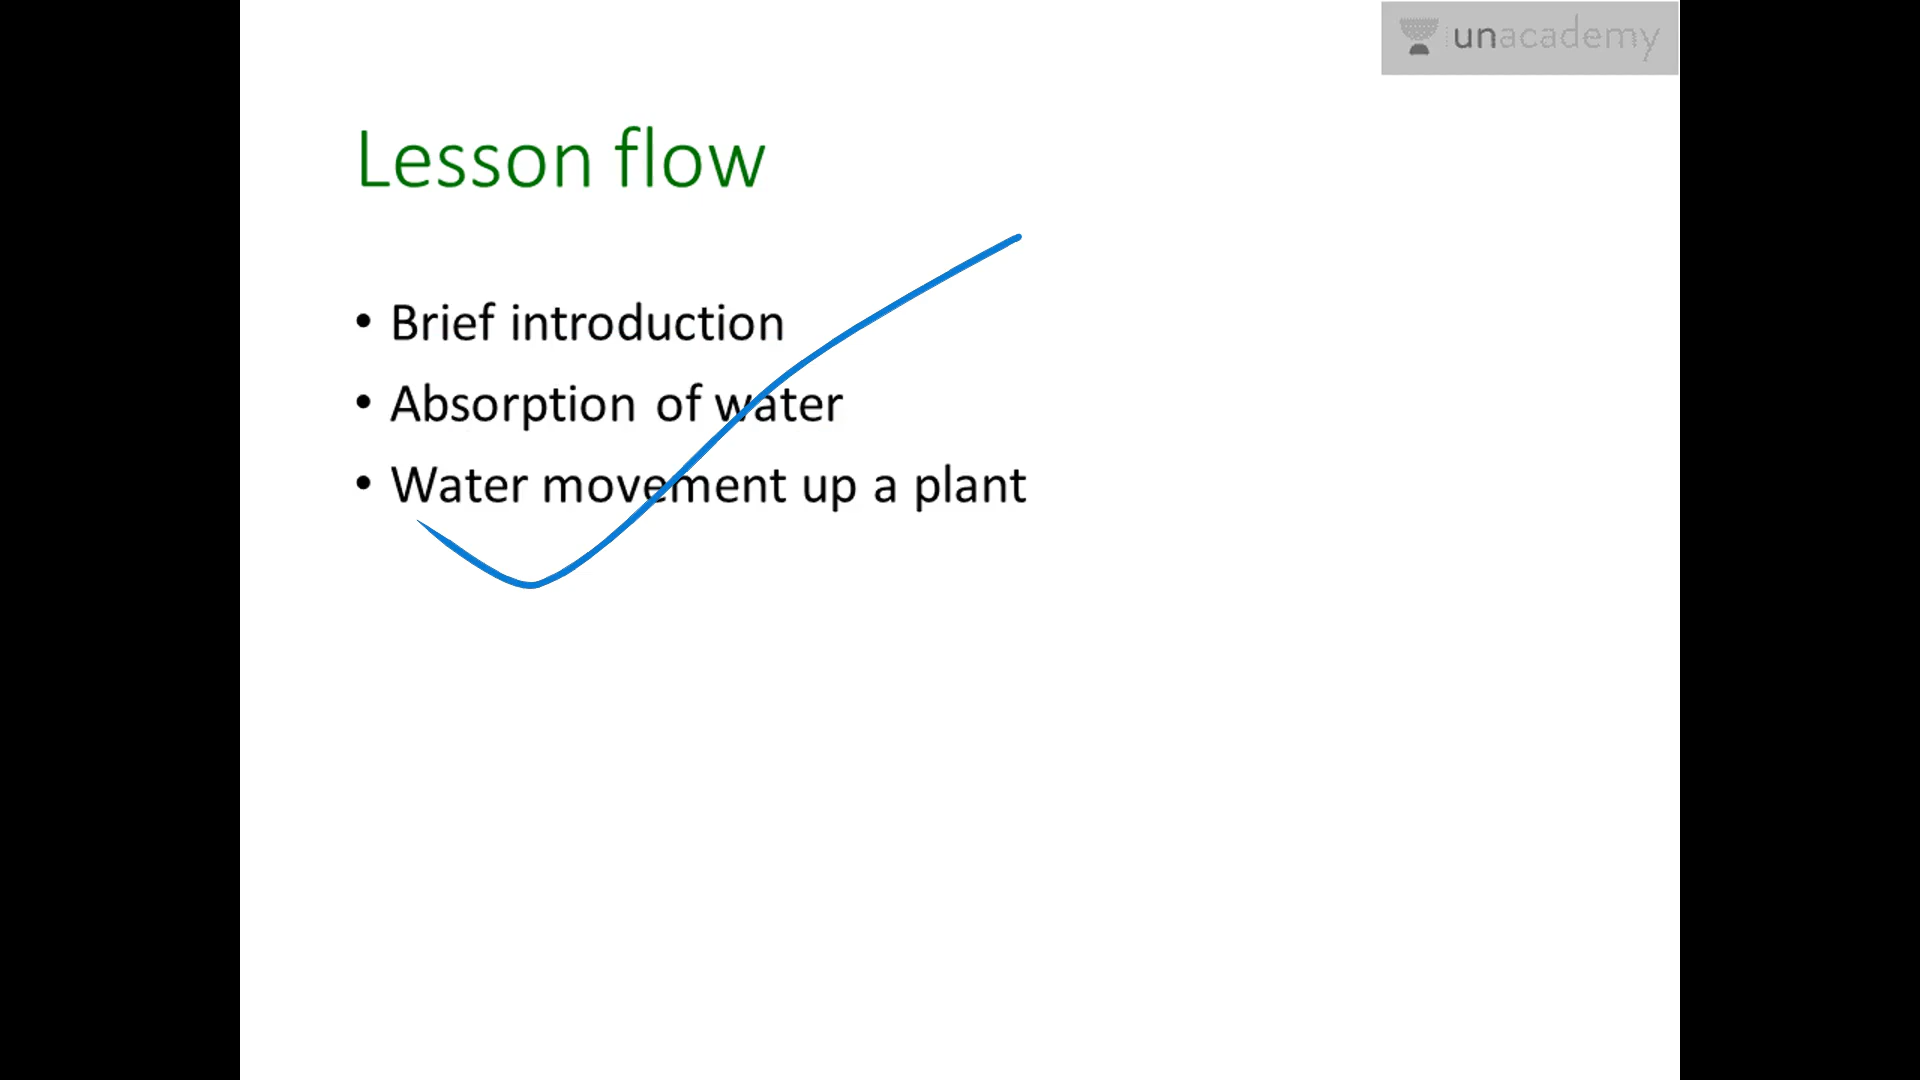 unacademy
Lesson flow
• Brief introduction
• Absorption of water
• Water movement up a plant